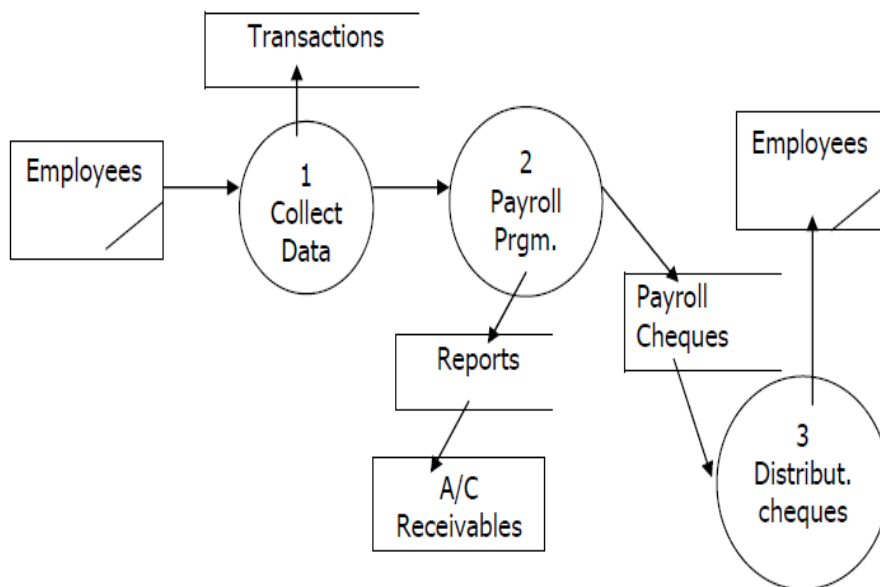 Transactions
Employees
1
Collect
Data
2
Payroll
Prgm.
Employees
Payroll
Cheques
Reports
A/C
Receivables
3
Distribut.
cheques